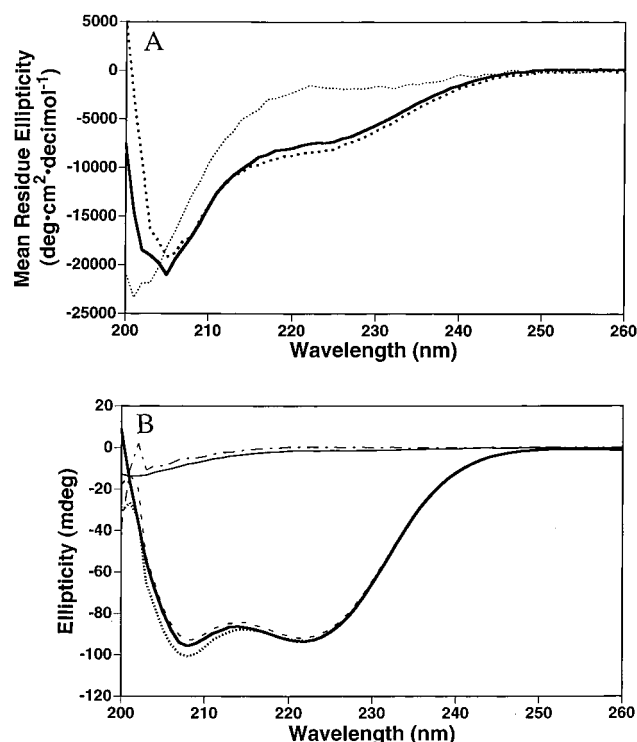 A
5000
0
-5000
-10000
-15000
-20000
-25000
Mean Residue Ellipticity
(deg•cm²•decimol⁻¹)
200 210 220 230 240 250 260
Wavelength (nm)
B
20
0
-20
-40
-60
-80
-100
-120
Ellipticity (mdeg)
200 210 220 230 240 250 260
Wavelength (nm)